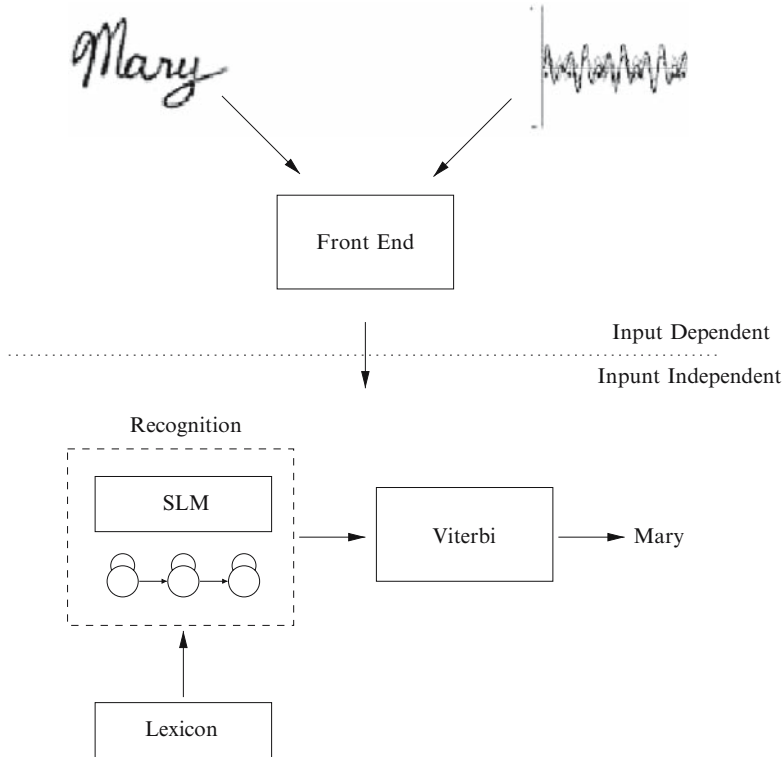 Mary
Front End
Input Dependent
Inpunt Independent
Recognition
SLM
Viterbi
Mary
Lexicon